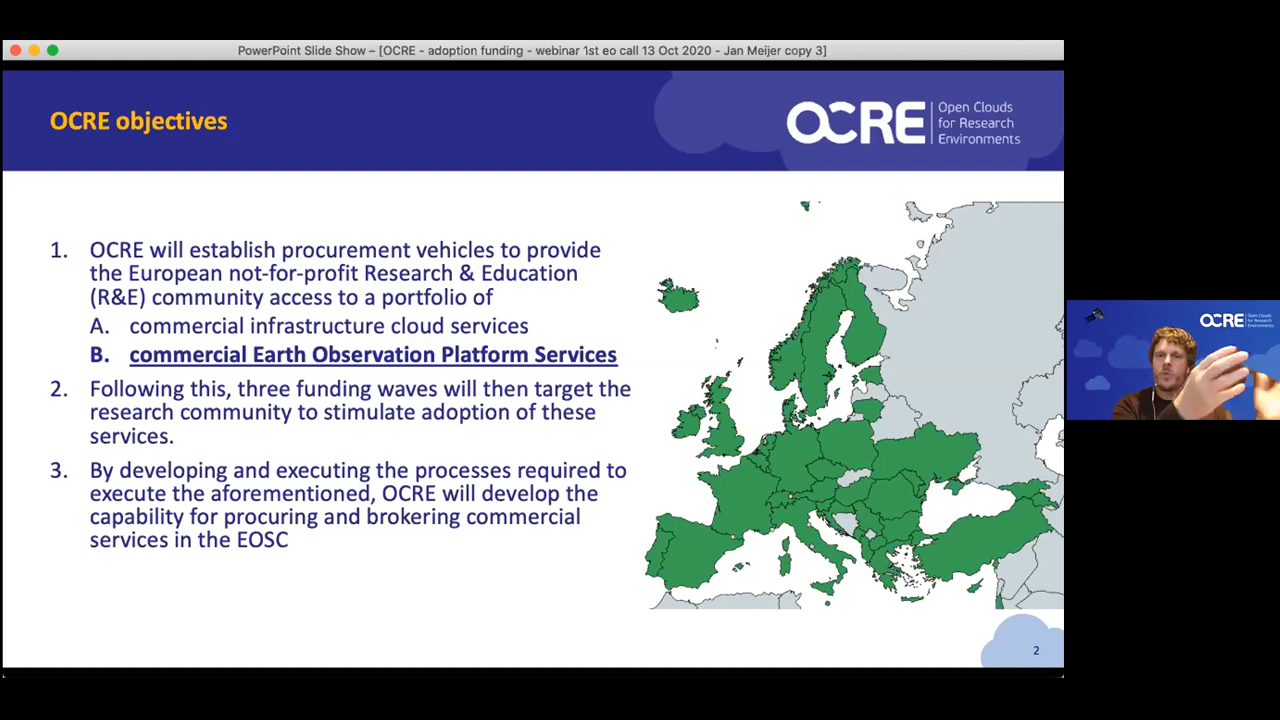 PowerPoint Slide Show – [OCRE - adoption funding - webinar 1st eo call 13 Oct 2020 - Jan Meijer copy 3]
OCRE objectives
OCRE
Open Clouds
for Research
Environments
1. OCRE will establish procurement vehicles to provide
the European not-for-profit Research & Education
(R&E) community access to a portfolio of
A. commercial infrastructure cloud services
B. commercial Earth Observation Platform Services
2. Following this, three funding waves will then target the
research community to stimulate adoption of these
services.
3. By developing and executing the processes required to
execute the aforementioned, OCRE will develop the
capability for procuring and brokering commercial
services in the EOSC
2
OCRE
Open Clouds
for Research
Environments